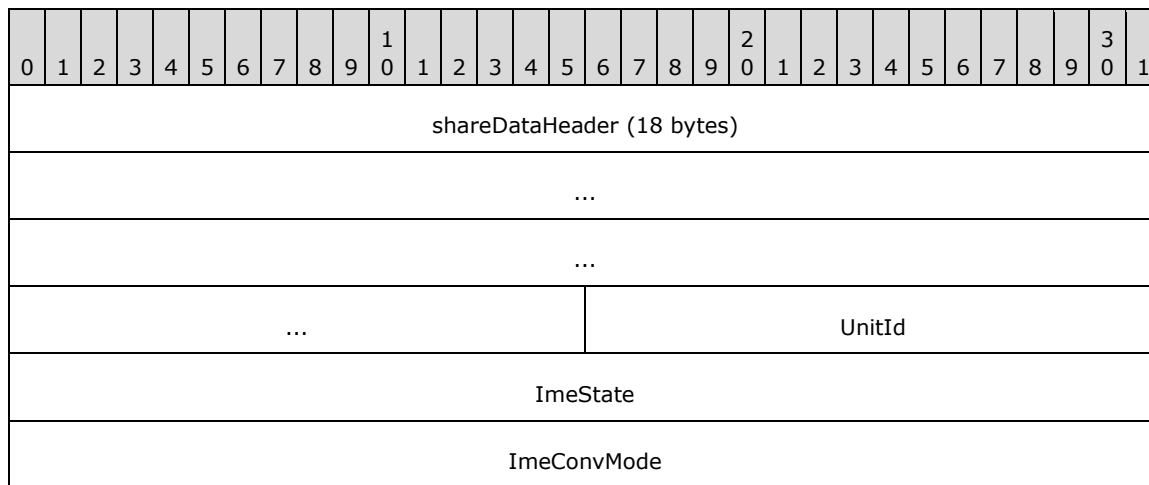 1 2 3
0 1 2 3 4 5 6 7 8 9 0 1 2 3 4 5 6 7 8 9 0 1 2 3 4 5 6 7 8 9 0 1
shareDataHeader (18 bytes)
...
...
... UnitId
ImeState
ImeConvMode